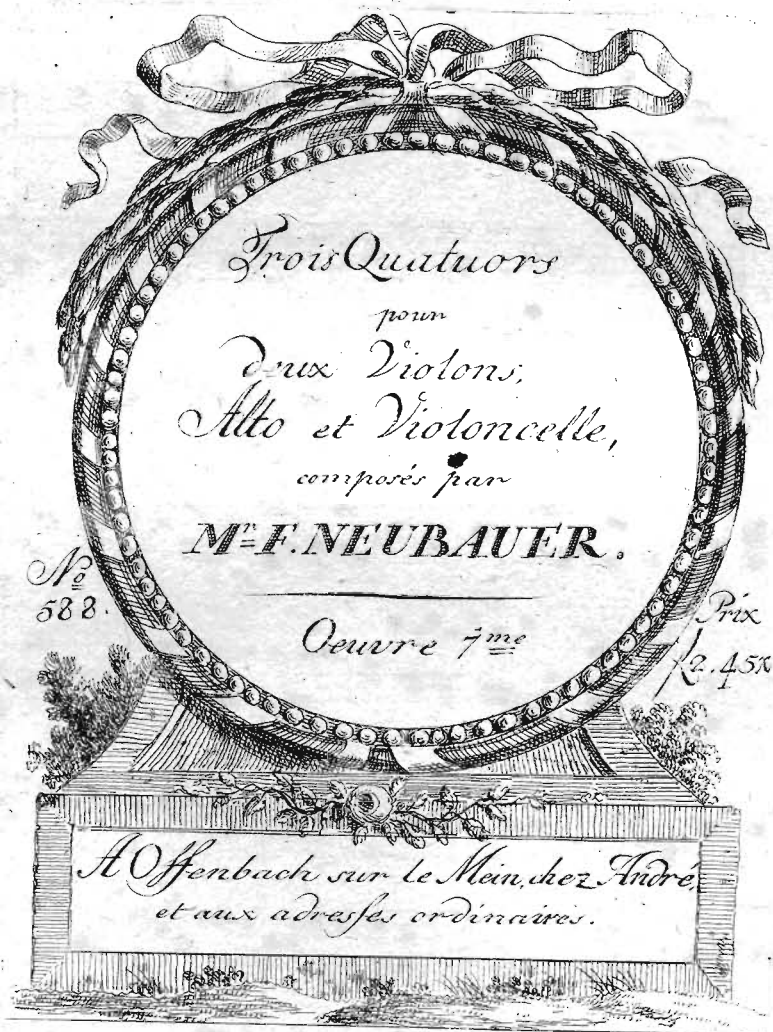 Trois Quatuors
pour
deux Violons,
Alto et Violoncelle,
composés par
Mr. F. NEUBAUER.
Oeuvre 7me
No
588.
Prix
f2.45x
A Offenbach sur le Mein, chez André,
et aux adresses ordinaires.